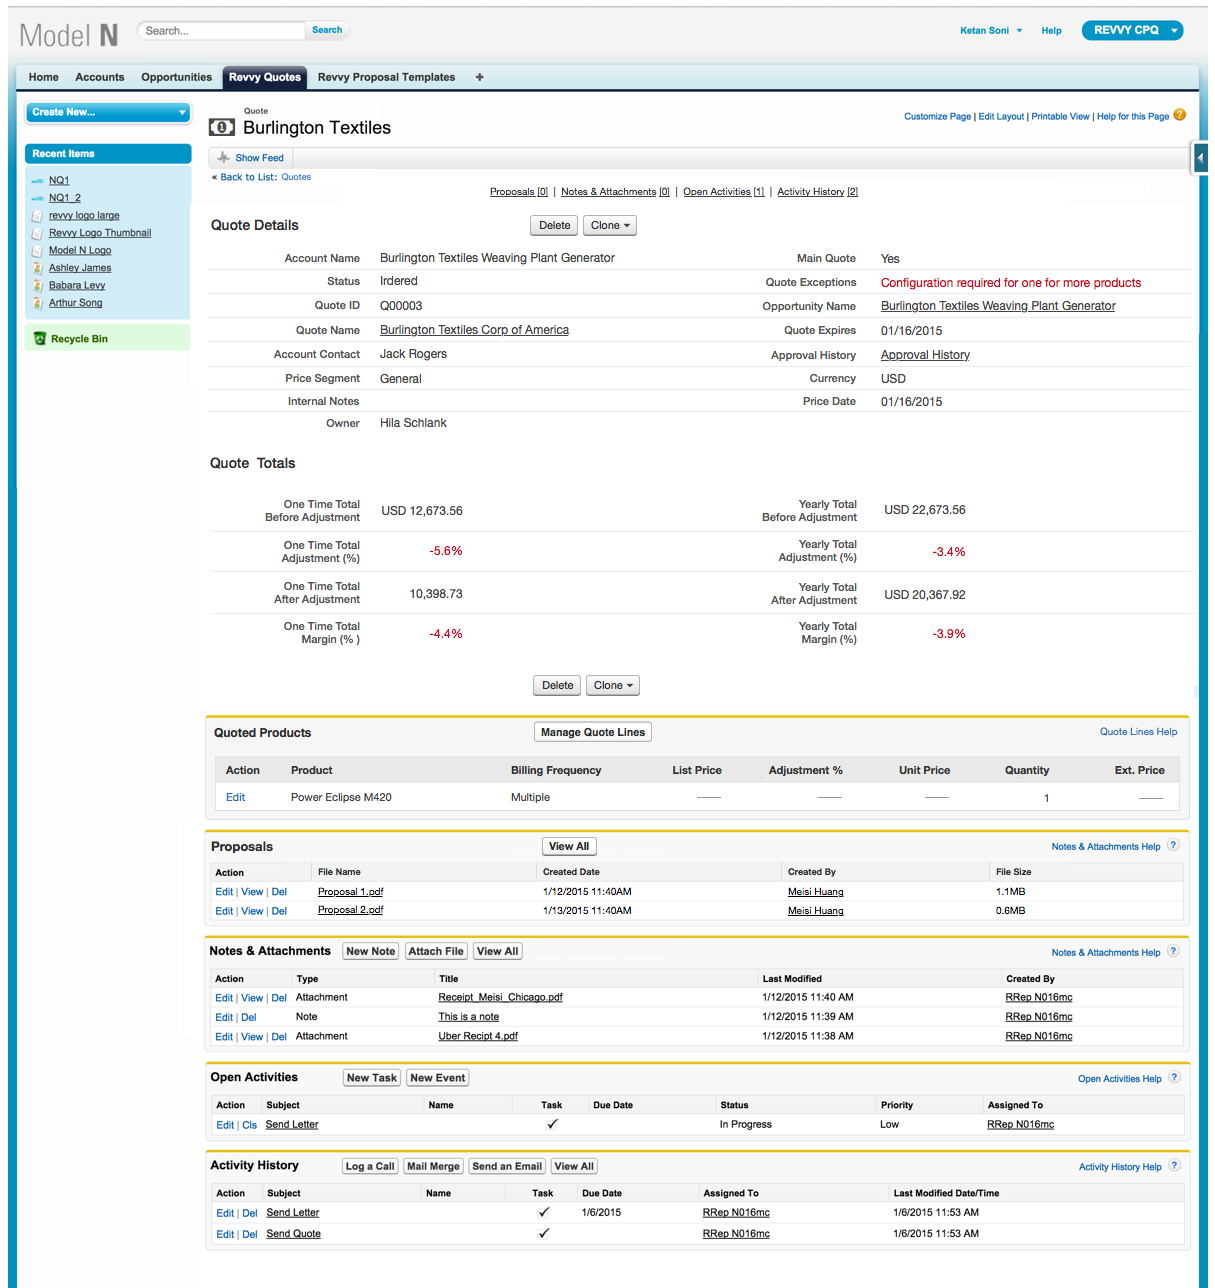 Model N
Search...
Search
Ketan Soni
Help
REVVY CPQ
Home Accounts Opportunities Revvy Quotes Revvy Proposal Templates +
Create New...
Recent Items
NQ1
NQ1_2
revvy logo large
Revvy Logo Thumbnail
Model N Logo
Ashley James
Babara Levy
Arthur Song
Recycle Bin
Quote
Burlington Textiles
Customize Page | Edit Layout | Printable View | Help for this Page ?
Show Feed
« Back to List: Quotes
Proposals [0] | Notes & Attachments [0] | Open Activities [1] | Activity History [2]
Quote Details Delete Clone
Account Name Burlington Textiles Weaving Plant Generator Main Quote Yes
Status Irdered Quote Exceptions Configuration required for one for more products
Quote ID Q00003 Opportunity Name Burlington Textiles Weaving Plant Generator
Quote Name Burlington Textiles Corp of America Quote Expires 01/16/2015
Account Contact Jack Rogers Approval History Approval History
Price Segment General Currency USD
Internal Notes Price Date 01/16/2015
Owner Hila Schlank
Quote Totals
One Time Total
Before Adjustment USD 12,673.56
Yearly Total
Before Adjustment USD 22,673.56
One Time Total
Adjustment (%) -5.6%
Yearly Total
Adjustment (%) -3.4%
One Time Total
After Adjustment 10,398.73
Yearly Total
After Adjustment USD 20,367.92
One Time Total
Margin (% ) -4.4%
Yearly Total
Margin (%) -3.9%
Delete Clone
Quoted Products Manage Quote Lines Quote Lines Help
Action Product Billing Frequency List Price Adjustment % Unit Price Quantity Ext. Price
Edit Power Eclipse M420 Multiple —— —— —— 1 ——
Proposals View All Notes & Attachments Help ?
Action File Name Created Date Created By File Size
Edit | View | Del Proposal 1.pdf 1/12/2015 11:40AM Meisi Huang 1.1MB
Edit | View | Del Proposal 2.pdf 1/13/2015 11:40AM Meisi Huang 0.6MB
Notes & Attachments New Note Attach File View All Notes & Attachments Help ?
Action Type Title Last Modified Created By
Edit | View | Del Attachment Receipt_Meisi_Chicago.pdf 1/12/2015 11:40 AM RRep N016mc
Edit | Del Note This is a note 1/12/2015 11:39 AM RRep N016mc
Edit | View | Del Attachment Uber Recipt 4.pdf 1/12/2015 11:38 AM RRep N016mc
Open Activities New Task New Event Open Activities Help ?
Action Subject Name Task Due Date Status Priority Assigned To
Edit | Cls Send Letter ✓ In Progress Low RRep N016mc
Activity History Log a Call Mail Merge Send an Email View All Activity History Help ?
Action Subject Name Task Due Date Assigned To Last Modified Date/Time
Edit | Del Send Letter ✓ 1/6/2015 RRep N016mc 1/6/2015 11:53 AM
Edit | Del Send Quote ✓ RRep N016mc 1/6/2015 11:53 AM